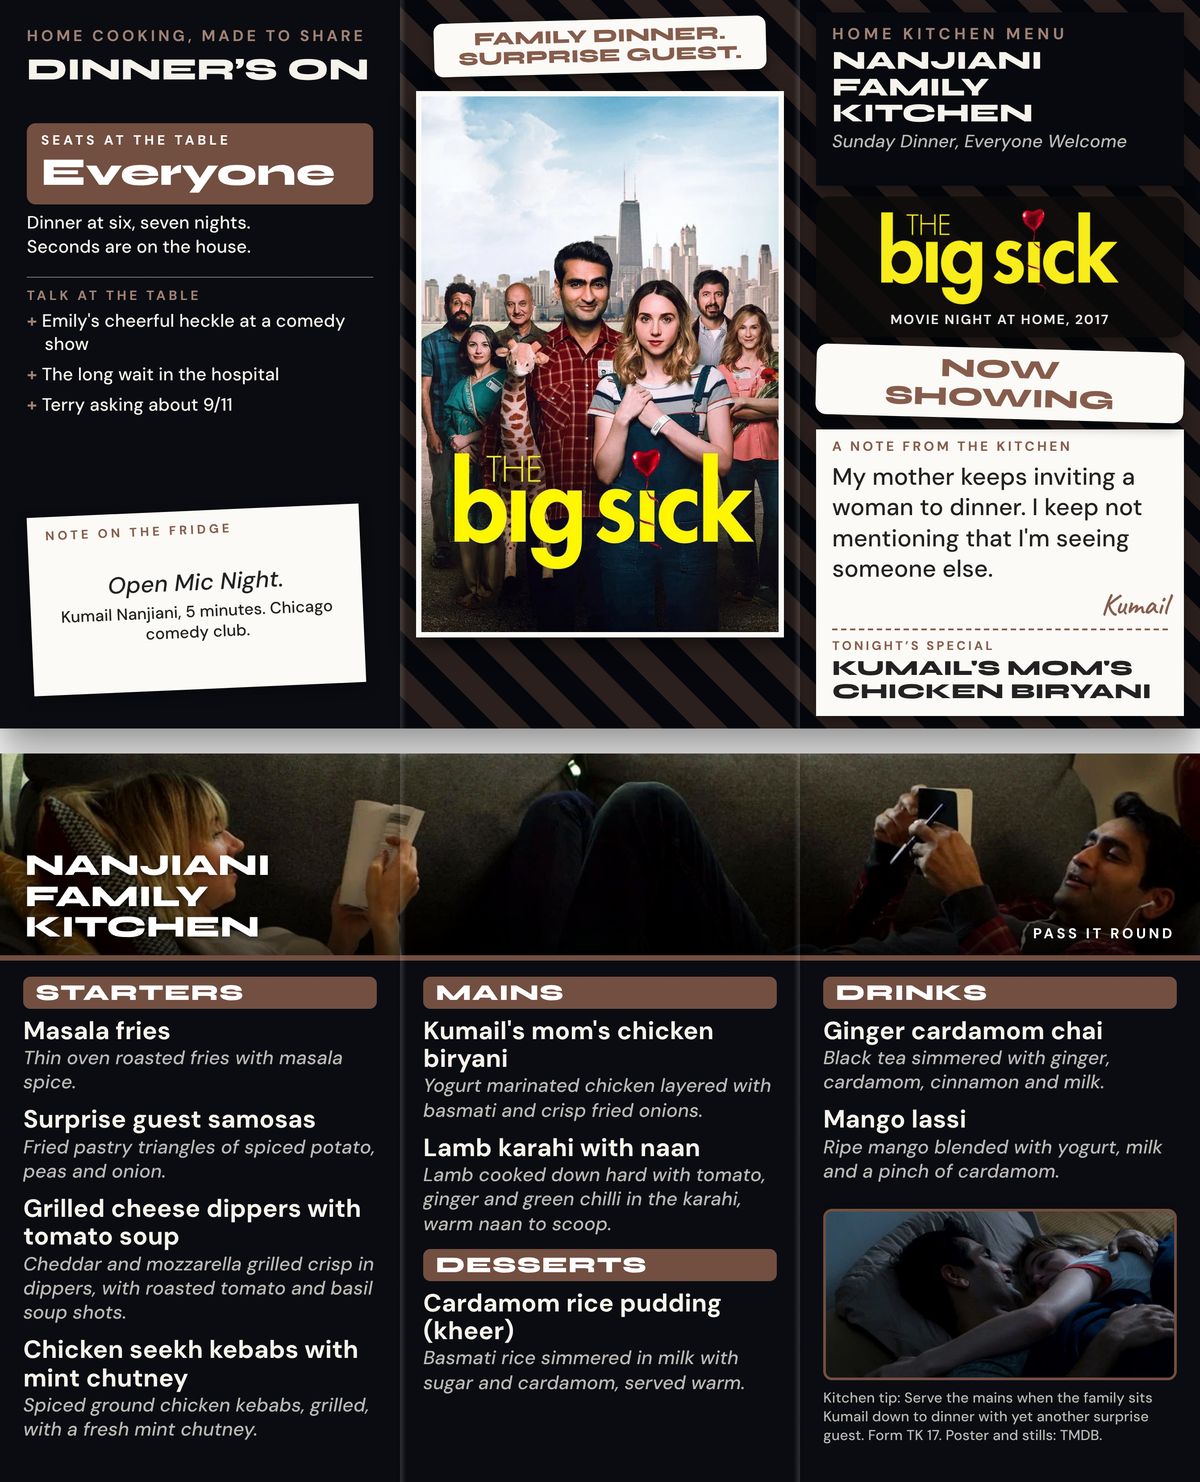 HOME COOKING, MADE TO SHARE
DINNER’S ON
SEATS AT THE TABLE
Everyone
Dinner at six, seven nights.
Seconds are on the house.
TALK AT THE TABLE
+ Emily's cheerful heckle at a comedy
show
+ The long wait in the hospital
+ Terry asking about 9/11
NOTE ON THE FRIDGE
Open Mic Night.
Kumail Nanjiani, 5 minutes. Chicago
comedy club.
FAMILY DINNER.
SURPRISE GUEST.
THE
big sick
HOME KITCHEN MENU
NANJIANI
FAMILY
KITCHEN
Sunday Dinner, Everyone Welcome
THE
big sick
MOVIE NIGHT AT HOME, 2017
NOW
SHOWING
A NOTE FROM THE KITCHEN
My mother keeps inviting a
woman to dinner. I keep not
mentioning that I'm seeing
someone else.
Kumail
TONIGHT’S SPECIAL
KUMAIL'S MOM'S
CHICKEN BIRYANI
NANJIANI
FAMILY
KITCHEN
PASS IT ROUND
STARTERS
Masala fries
Thin oven roasted fries with masala
spice.
Surprise guest samosas
Fried pastry triangles of spiced potato,
peas and onion.
Grilled cheese dippers with
tomato soup
Cheddar and mozzarella grilled crisp in
dippers, with roasted tomato and basil
soup shots.
Chicken seekh kebabs with
mint chutney
Spiced ground chicken kebabs, grilled,
with a fresh mint chutney.
MAINS
Kumail's mom's chicken
biryani
Yogurt marinated chicken layered with
basmati and crisp fried onions.
Lamb karahi with naan
Lamb cooked down hard with tomato,
ginger and green chilli in the karahi,
warm naan to scoop.
DESSERTS
Cardamom rice pudding
(kheer)
Basmati rice simmered in milk with
sugar and cardamom, served warm.
DRINKS
Ginger cardamom chai
Black tea simmered with ginger,
cardamom, cinnamon and milk.
Mango lassi
Ripe mango blended with yogurt, milk
and a pinch of cardamom.
Kitchen tip: Serve the mains when the family sits
Kumail down to dinner with yet another surprise
guest. Form TK 17. Poster and stills: TMDB.